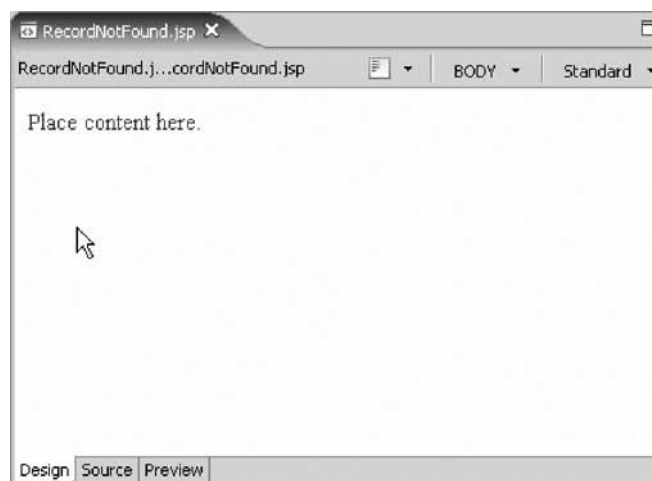 RecordNotFound.jsp
RecordNotFound.j...cordNotFound.jsp BODY Standard
Place content here.
Design Source Preview